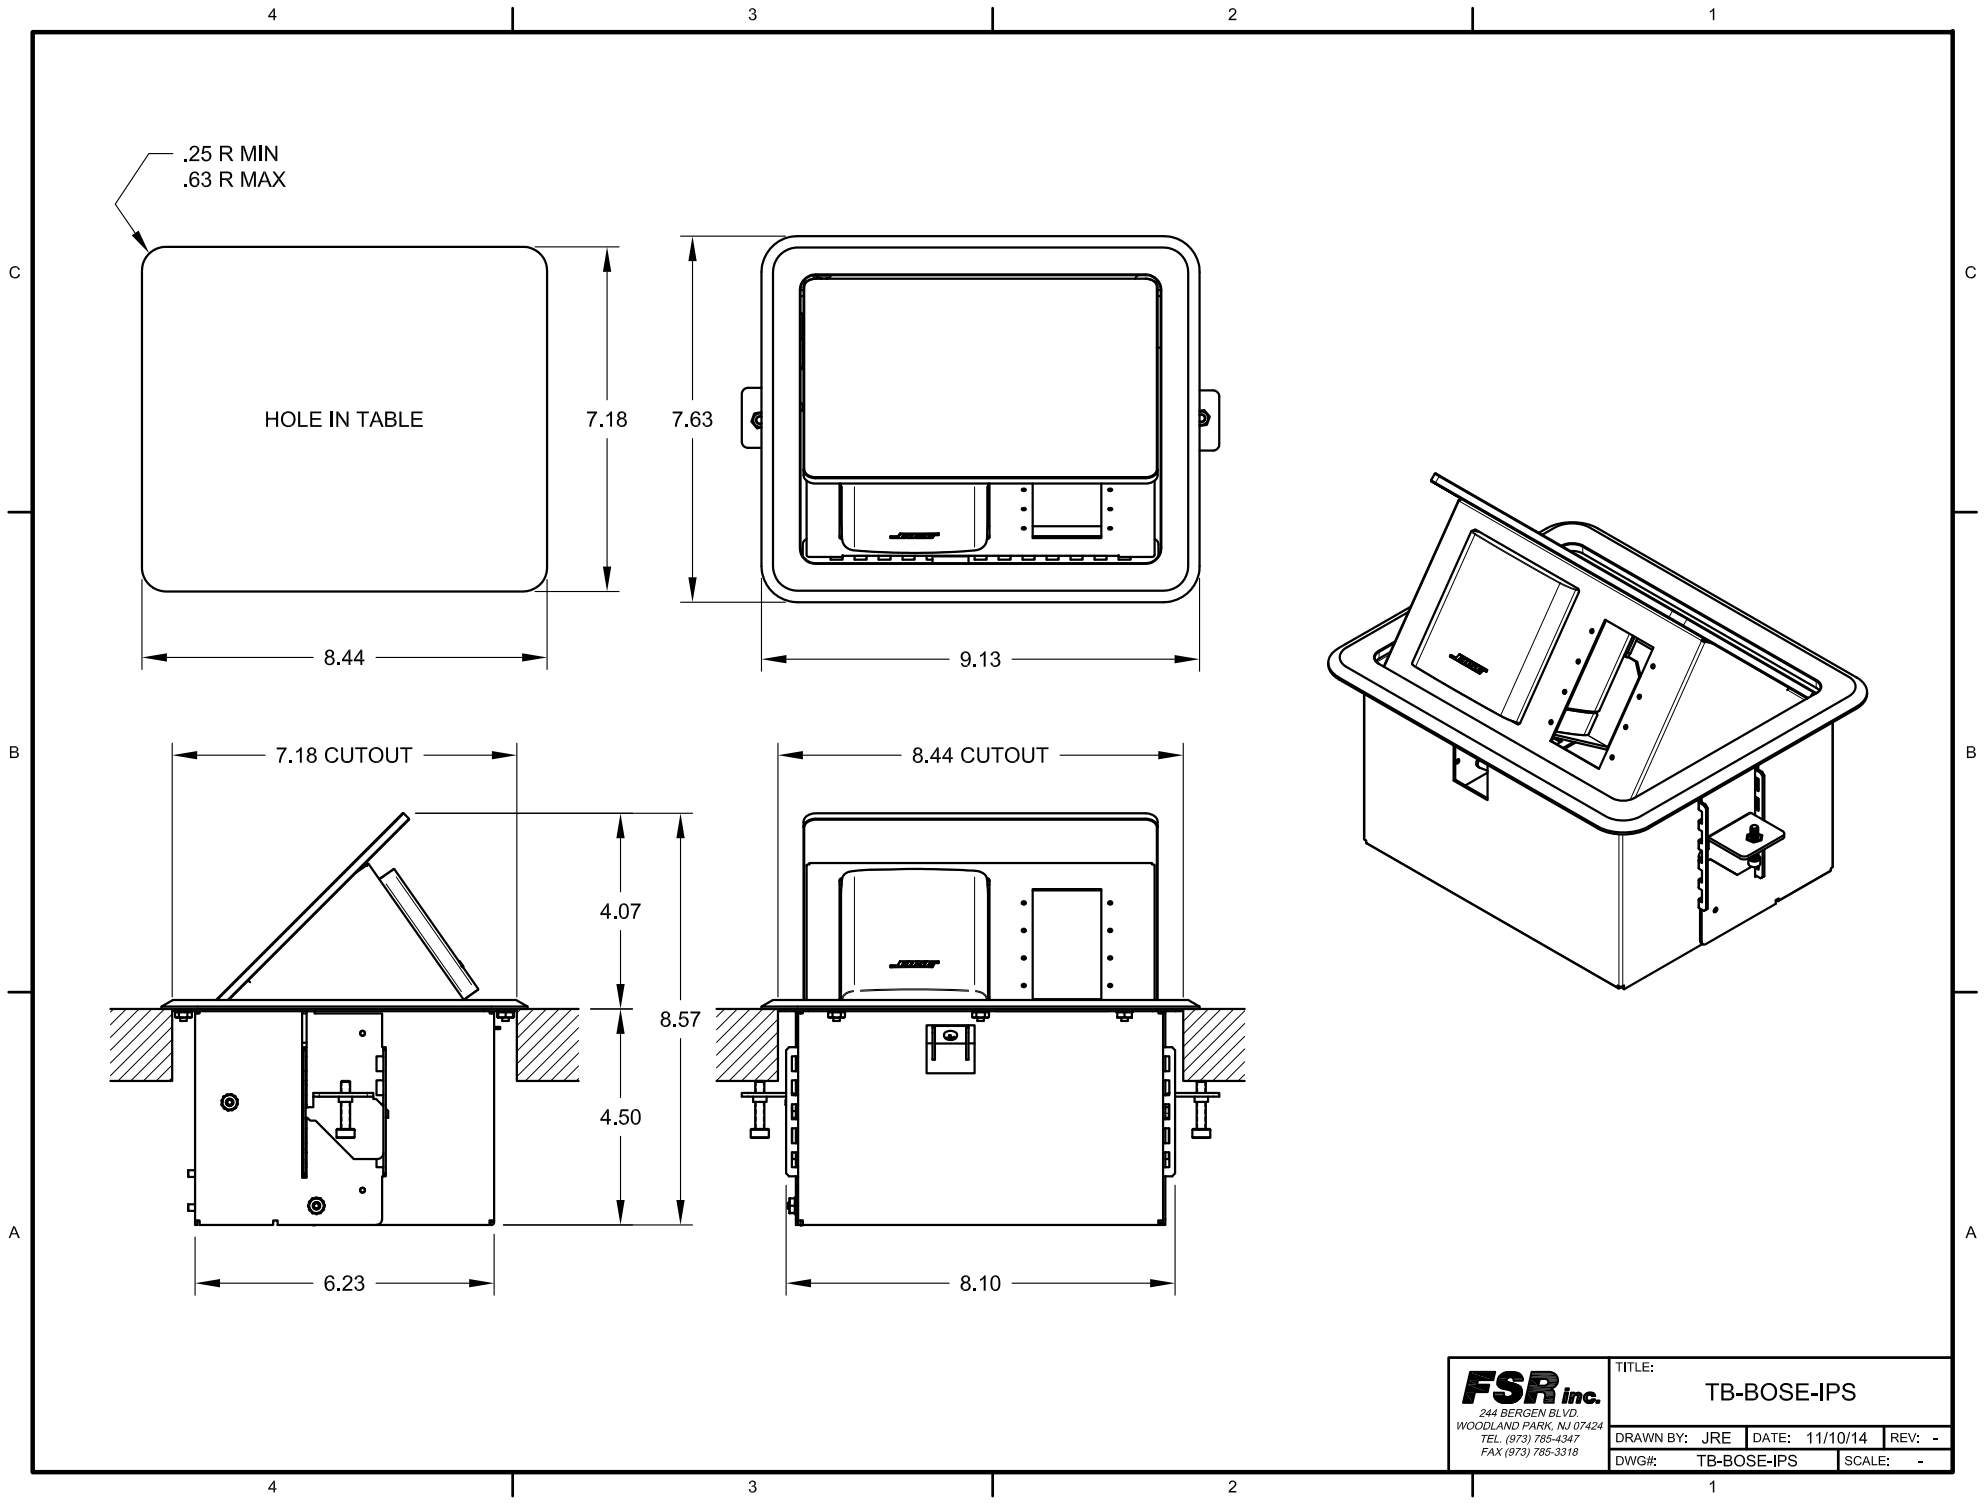 4 3 2 1
.25 R MIN
.63 R MAX
C C
HOLE IN TABLE
7.18
7.63
8.44
9.13
BOSE
BOSE
B B
7.18 CUTOUT
8.44 CUTOUT
4.07
BOSE
8.57
4.50
A A
6.23
8.10
FSR inc.
244 BERGEN BLVD.
WOODLAND PARK, NJ 07424
TEL. (973) 785-4347
FAX (973) 785-3318
TITLE:
TB-BOSE-IPS
DRAWN BY: JRE
DATE: 11/10/14
REV: -
DWG#: TB-BOSE-IPS
SCALE: -
4 3 2 1